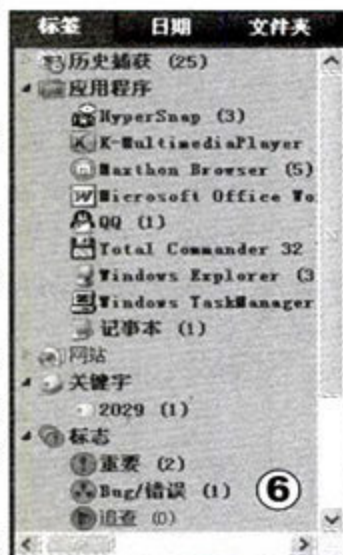 标签 日期 文件夹
历史捕获 (25)
应用程序
HyperSnap (3)
K-MultimediaPlayer
Maxthon Browser (5)
Microsoft Office Wo
QQ (1)
Total Commander 32
Windows Explorer (3
Windows TaskManager
记事本 (1)
网站
关键字
2029 (1)
标志
重要 (2)
Bug/错误 (1)
追查 (0)
⑥